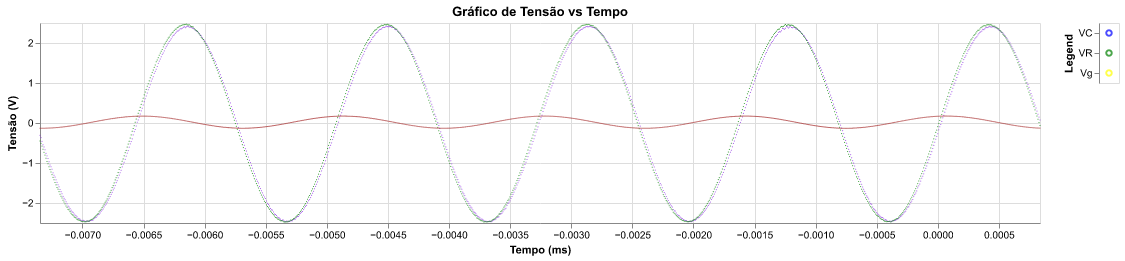 Gráfico de Tensão vs Tempo
Tensão (V)
2
1
0
−1
−2
−0.0070 −0.0065 −0.0060 −0.0055 −0.0050 −0.0045 −0.0040 −0.0035 −0.0030 −0.0025 −0.0020 −0.0015 −0.0010 −0.0005 0.0000 0.0005
Tempo (ms)
Legend
VC
VR
Vg